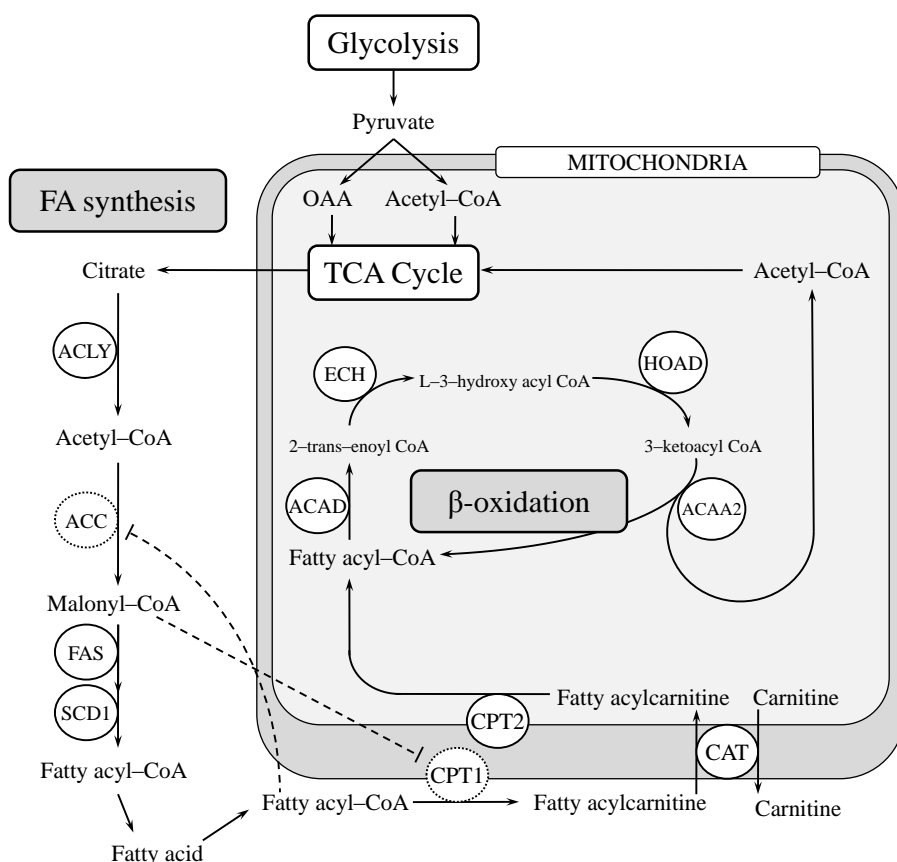 Glycolysis
Pyruvate
MITOCHONDRIA
FA synthesis
OAA
Acetyl–CoA
Citrate
TCA Cycle
Acetyl–CoA
ACLY
ECH
HOAD
L–3–hydroxy acyl CoA
Acetyl–CoA
2–trans–enoyl CoA
3–ketoacyl CoA
ACC
ACAD
β-oxidation
ACAA2
Fatty acyl–CoA
Malonyl–CoA
FAS
SCD1
Fatty acylcarnitine
Carnitine
CPT2
CAT
Fatty acyl–CoA
CPT1
Fatty acyl–CoA
Fatty acylcarnitine
Carnitine
Fatty acid